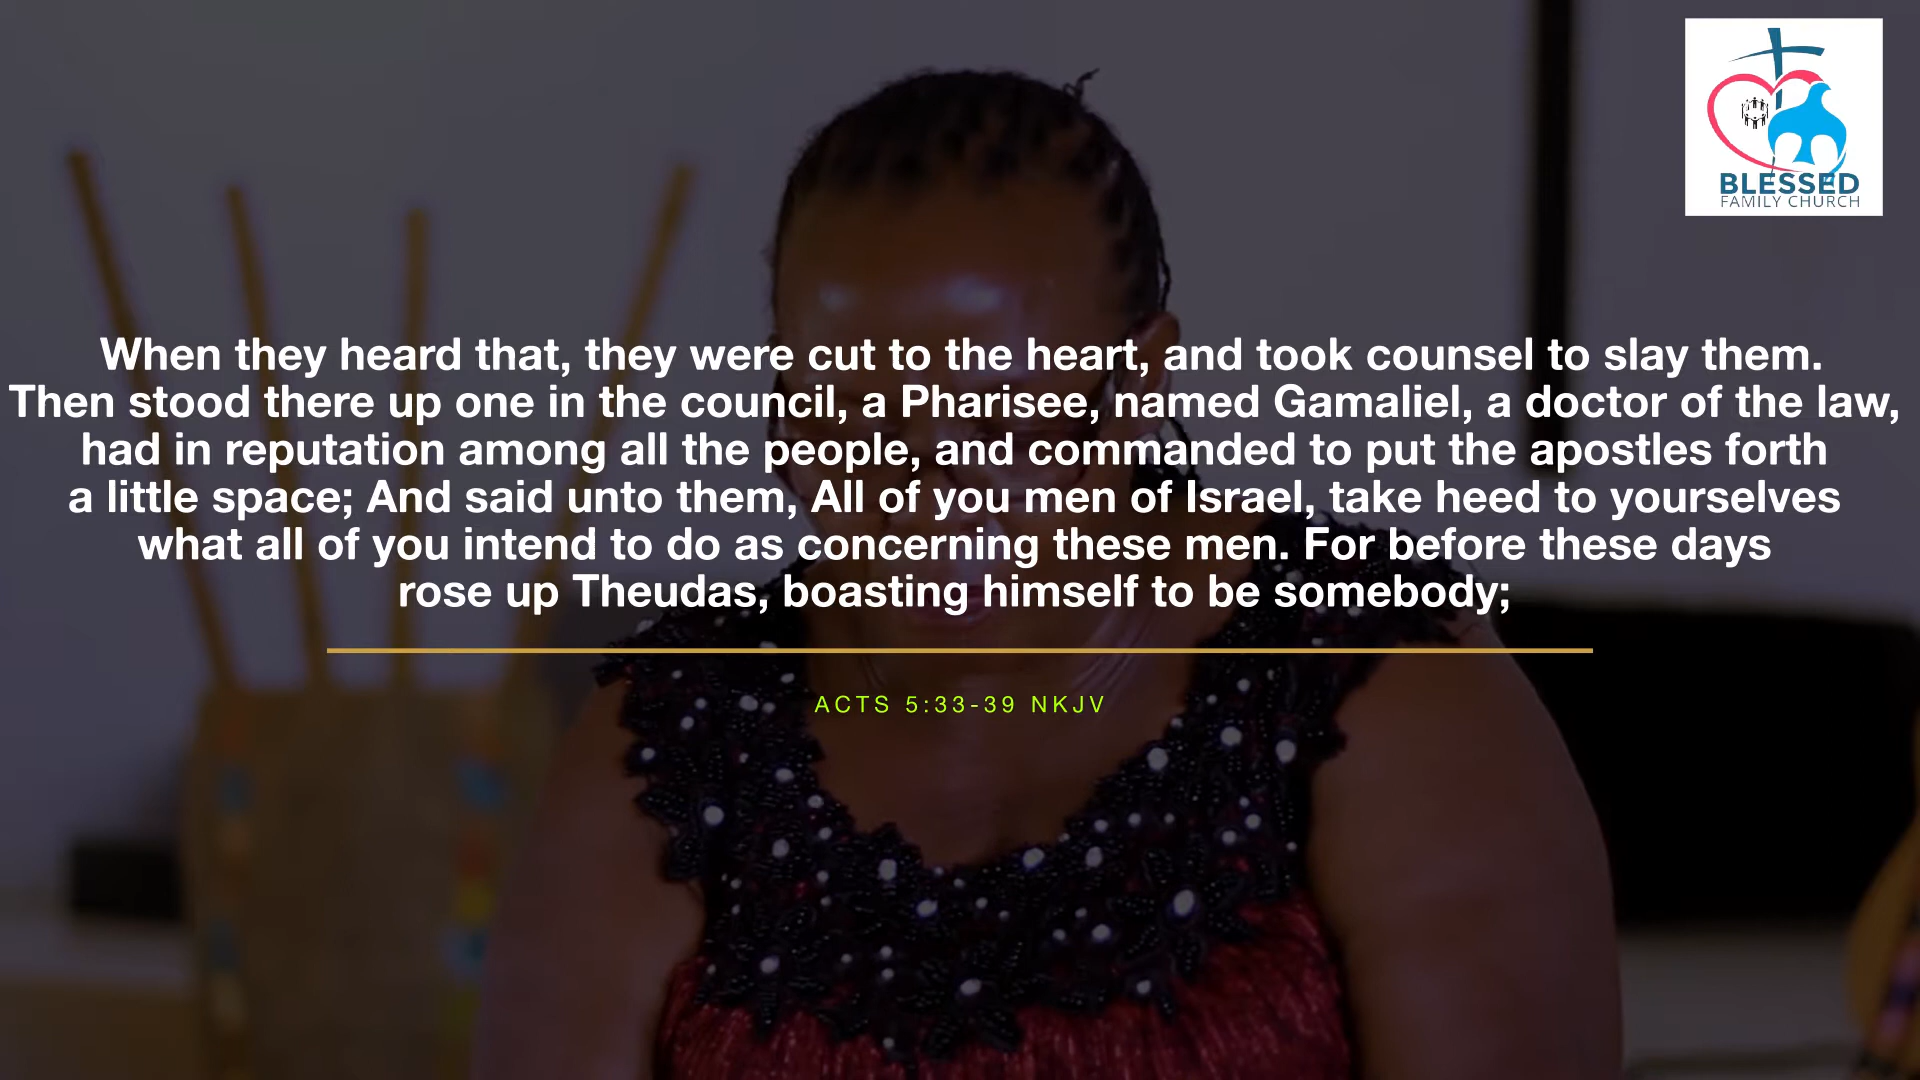 BLESSED
FAMILY CHURCH
When they heard that, they were cut to the heart, and took counsel to slay them.
Then stood there up one in the council, a Pharisee, named Gamaliel, a doctor of the law,
had in reputation among all the people, and commanded to put the apostles forth
a little space; And said unto them, All of you men of Israel, take heed to yourselves
what all of you intend to do as concerning these men. For before these days
rose up Theudas, boasting himself to be somebody;
ACTS 5:33-39 NKJV